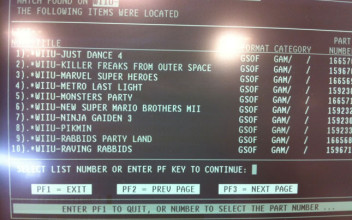 MATCH FOUND ON WIIU-
THE FOLLOWING ITEMS WERE LOCATED
PART
TITLE FORMAT CATEGORY NUMBER
1).*WIIU-JUST DANCE 4 GSOF GAM/ /
2).*WIIU-KILLER FREAKS FROM OUTER SPACE GSOF GAM/ /
3).*WIIU-MARVEL SUPER HEROES GSOF GAM/ /
4).*WIIU-METRO LAST LIGHT GSOF GAM/ /
5).*WIIU-MONSTERS PARTY GSOF GAM/ /
6).*WIIU-NEW SUPER MARIO BROTHERS MII GSOF GAM/ /
7).*WIIU-NINJA GAIDEN 3 GSOF GAM/ /
8).*WIIU-PIKMIN GSOF GAM/ /
9).*WIIU-RABBIDS PARTY LAND GSOF GAM/ /
10).*WIIU-RAVING RABBIDS GSOF GAM/ /
SELECT LIST NUMBER OR ENTER PF KEY TO CONTINUE:
PF1 = EXIT PF2 = PREV PAGE PF3 = NEXT PAGE
ENTER PF1 TO QUIT, OR NUMBER TO SELECT THE PART NUMBER ...